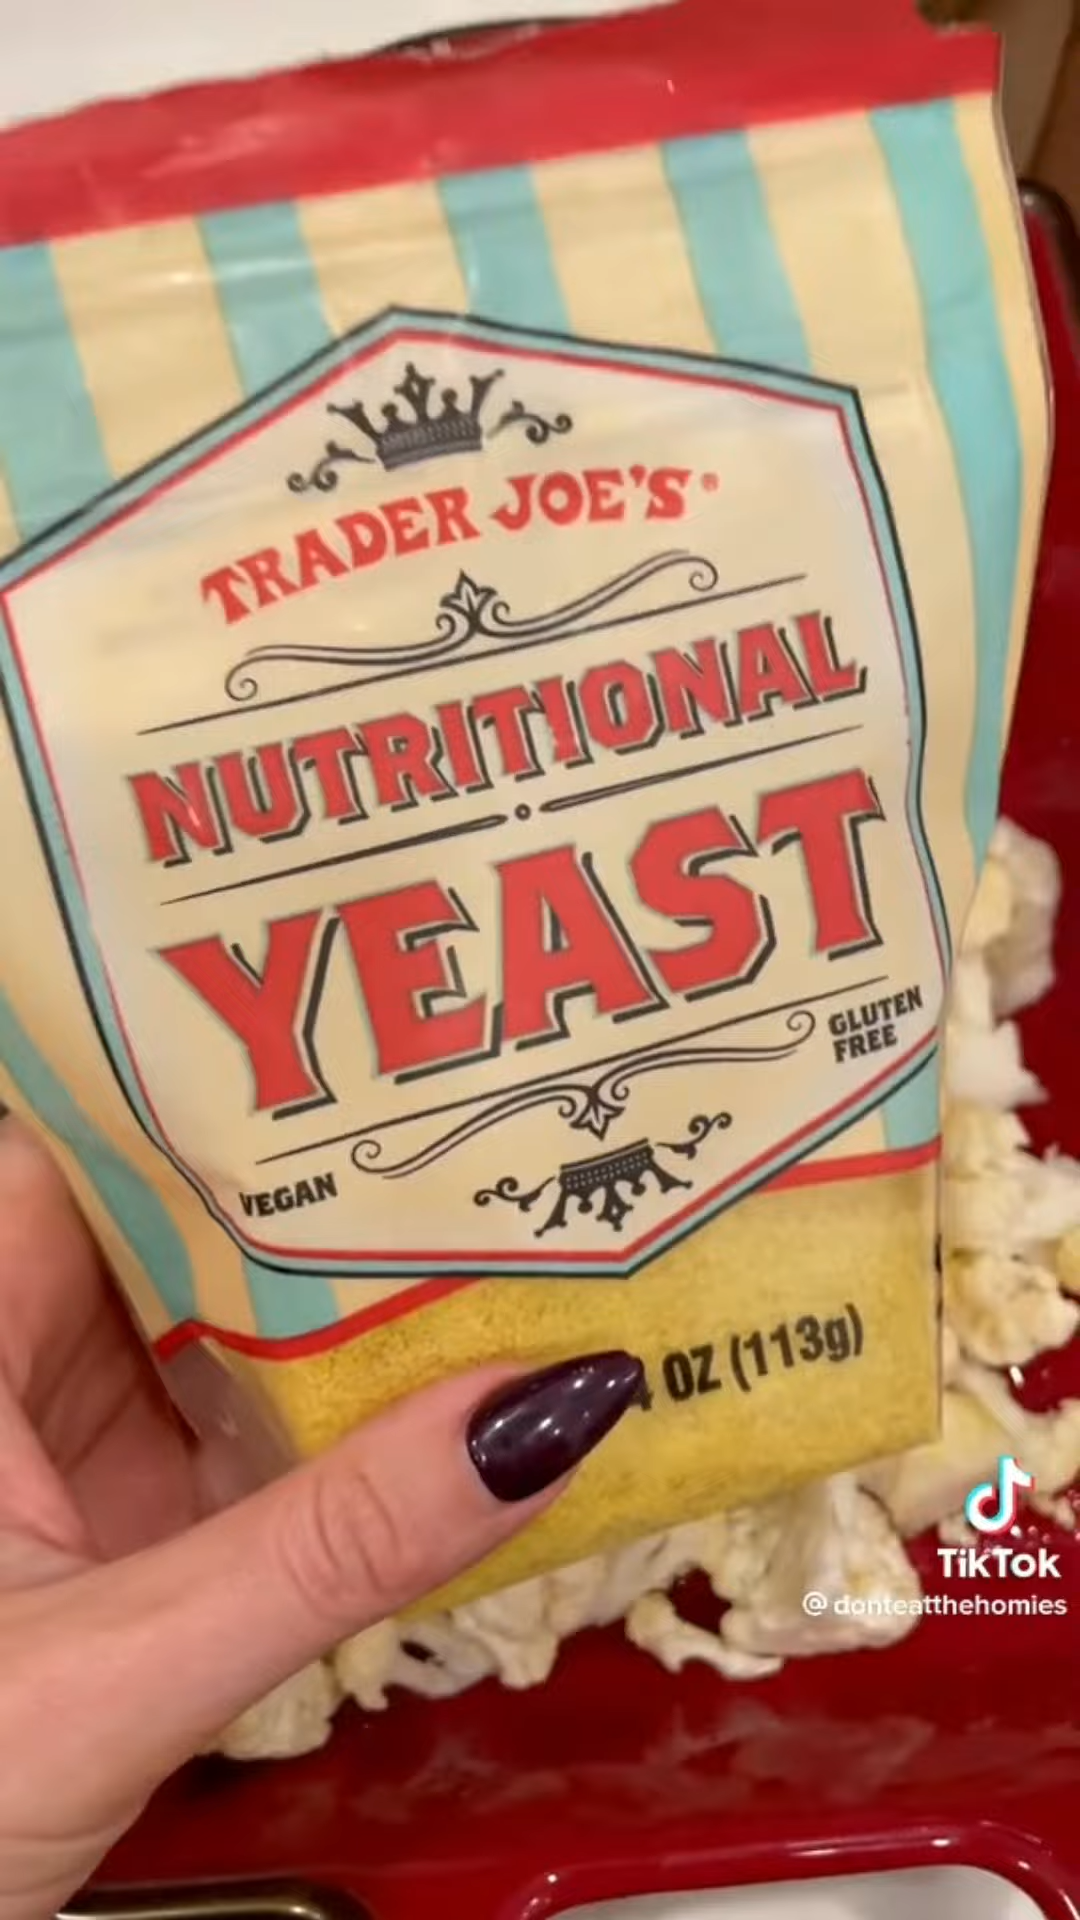 TRADER JOE'S®
NUTRITIONAL
YEAST
GLUTEN
FREE
VEGAN
OZ (113g)
TikTok
@donteatthehomies